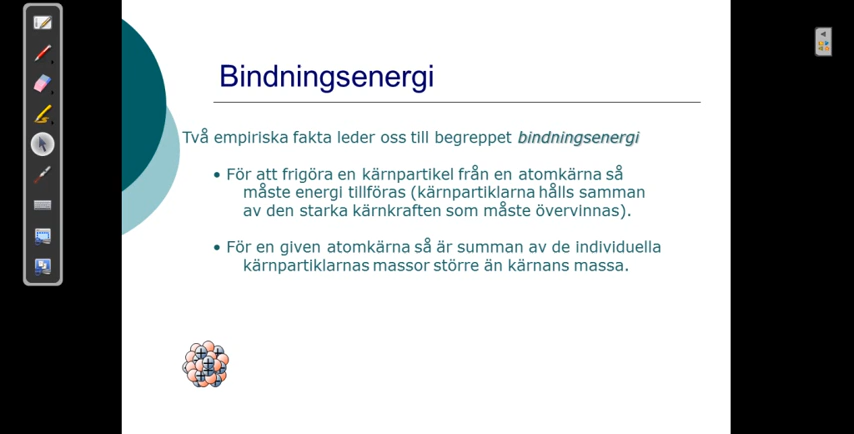 Bindningsenergi
Två empiriska fakta leder oss till begreppet bindningsenergi
• För att frigöra en kärnpartikel från en atomkärna så
måste energi tillföras (kärnpartiklarna hålls samman
av den starka kärnkraften som måste övervinnas).
• För en given atomkärna så är summan av de individuella
kärnpartiklarnas massor större än kärnans massa.